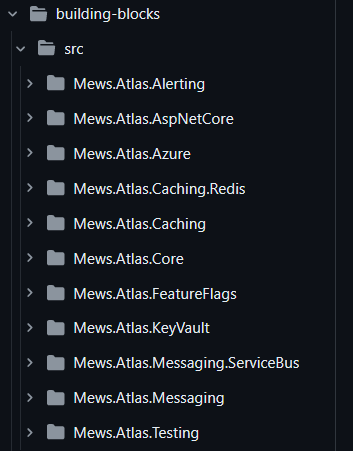 building-blocks
src
Mews.Atlas.Alerting
Mews.Atlas.AspNetCore
Mews.Atlas.Azure
Mews.Atlas.Caching.Redis
Mews.Atlas.Caching
Mews.Atlas.Core
Mews.Atlas.FeatureFlags
Mews.Atlas.KeyVault
Mews.Atlas.Messaging.ServiceBus
Mews.Atlas.Messaging
Mews.Atlas.Testing